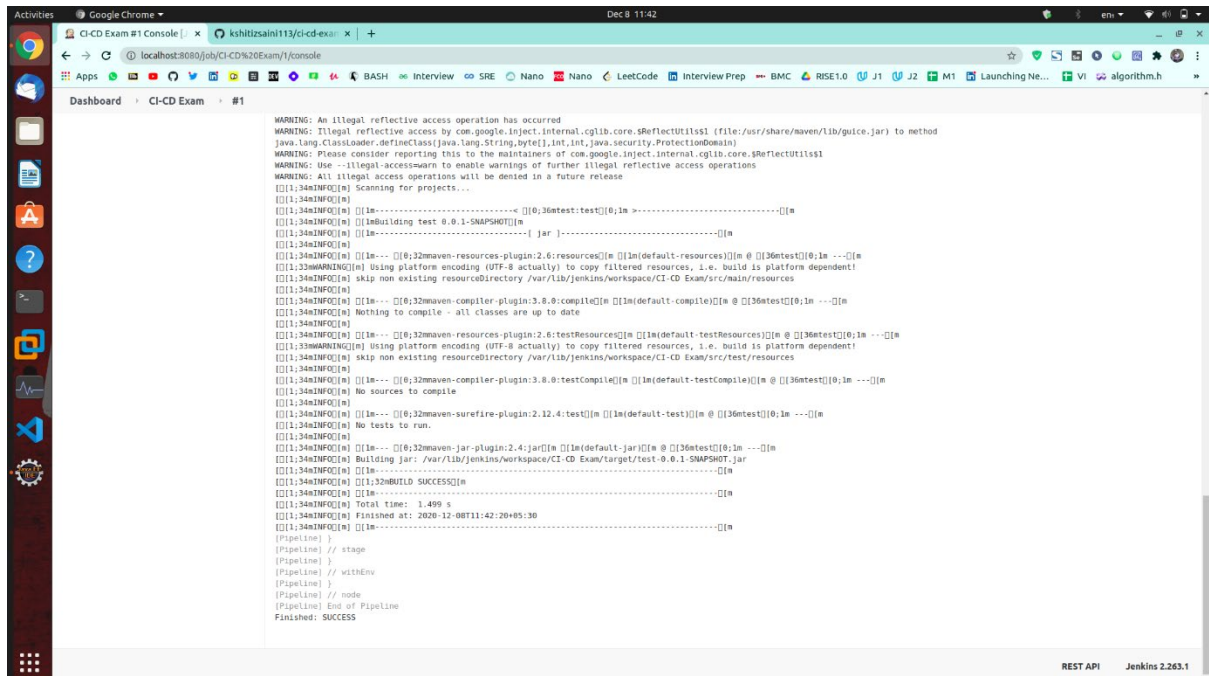 Activities
Google Chrome
Dec 8 11:42
en
CI-CD Exam #1 Console [J
kshitizsaini113/ci-cd-exam
localhost:8080/job/CI-CD%20Exam/1/console
Apps
BASH
Interview
SRE
Nano
Nano
LeetCode
Interview Prep
BMC
RISE1.0
J1
J2
M1
Launching Ne...
VI
algorithm.h
»
Dashboard › CI-CD Exam › #1
WARNING: An illegal reflective access operation has occurred
WARNING: Illegal reflective access by com.google.inject.internal.cglib.core.$ReflectUtils$1 (file:/usr/share/maven/lib/guice.jar) to method
java.lang.ClassLoader.defineClass(java.lang.String,byte[],int,int,java.security.ProtectionDomain)
WARNING: Please consider reporting this to the maintainers of com.google.inject.internal.cglib.core.$ReflectUtils$1
WARNING: Use --illegal-access=warn to enable warnings of further illegal reflective access operations
WARNING: All illegal access operations will be denied in a future release
[□[1;34mINFO□[m] Scanning for projects...
[□[1;34mINFO□[m]
[□[1;34mINFO□[m] □[1m-----------------------------< □[0;36mtest:test□[0;1m >-----------------------------□[m
[□[1;34mINFO□[m] □[1mBuilding test 0.0.1-SNAPSHOT□[m
[□[1;34mINFO□[m] □[1m--------------------------------[ jar ]---------------------------------□[m
[□[1;34mINFO□[m]
[□[1;34mINFO□[m] □[1m--- □[0;32mmaven-resources-plugin:2.6:resources□[m □[1m(default-resources)□[m @ □[36mtest□[0;1m ---□[m
[□[1;33mWARNING□[m] Using platform encoding (UTF-8 actually) to copy filtered resources, i.e. build is platform dependent!
[□[1;34mINFO□[m] skip non existing resourceDirectory /var/lib/jenkins/workspace/CI-CD Exam/src/main/resources
[□[1;34mINFO□[m]
[□[1;34mINFO□[m] □[1m--- □[0;32mmaven-compiler-plugin:3.8.0:compile□[m □[1m(default-compile)□[m @ □[36mtest□[0;1m ---□[m
[□[1;34mINFO□[m] Nothing to compile - all classes are up to date
[□[1;34mINFO□[m]
[□[1;34mINFO□[m] □[1m--- □[0;32mmaven-resources-plugin:2.6:testResources□[m □[1m(default-testResources)□[m @ □[36mtest□[0;1m ---□[m
[□[1;33mWARNING□[m] Using platform encoding (UTF-8 actually) to copy filtered resources, i.e. build is platform dependent!
[□[1;34mINFO□[m] skip non existing resourceDirectory /var/lib/jenkins/workspace/CI-CD Exam/src/test/resources
[□[1;34mINFO□[m]
[□[1;34mINFO□[m] □[1m--- □[0;32mmaven-compiler-plugin:3.8.0:testCompile□[m □[1m(default-testCompile)□[m @ □[36mtest□[0;1m ---□[m
[□[1;34mINFO□[m] No sources to compile
[□[1;34mINFO□[m]
[□[1;34mINFO□[m] □[1m--- □[0;32mmaven-surefire-plugin:2.12.4:test□[m □[1m(default-test)□[m @ □[36mtest□[0;1m ---□[m
[□[1;34mINFO□[m] No tests to run.
[□[1;34mINFO□[m]
[□[1;34mINFO□[m] □[1m--- □[0;32mmaven-jar-plugin:2.4:jar□[m □[1m(default-jar)□[m @ □[36mtest□[0;1m ---□[m
[□[1;34mINFO□[m] Building jar: /var/lib/jenkins/workspace/CI-CD Exam/target/test-0.0.1-SNAPSHOT.jar
[□[1;34mINFO□[m] □[1m------------------------------------------------------------------------□[m
[□[1;34mINFO□[m] □[1;32mBUILD SUCCESS□[m
[□[1;34mINFO□[m] □[1m------------------------------------------------------------------------□[m
[□[1;34mINFO□[m] Total time:  1.499 s
[□[1;34mINFO□[m] Finished at: 2020-12-08T11:42:20+05:30
[□[1;34mINFO□[m] □[1m------------------------------------------------------------------------□[m
[Pipeline] }
[Pipeline] // stage
[Pipeline] }
[Pipeline] // withEnv
[Pipeline] }
[Pipeline] // node
[Pipeline] End of Pipeline
Finished: SUCCESS
REST API
Jenkins 2.263.1